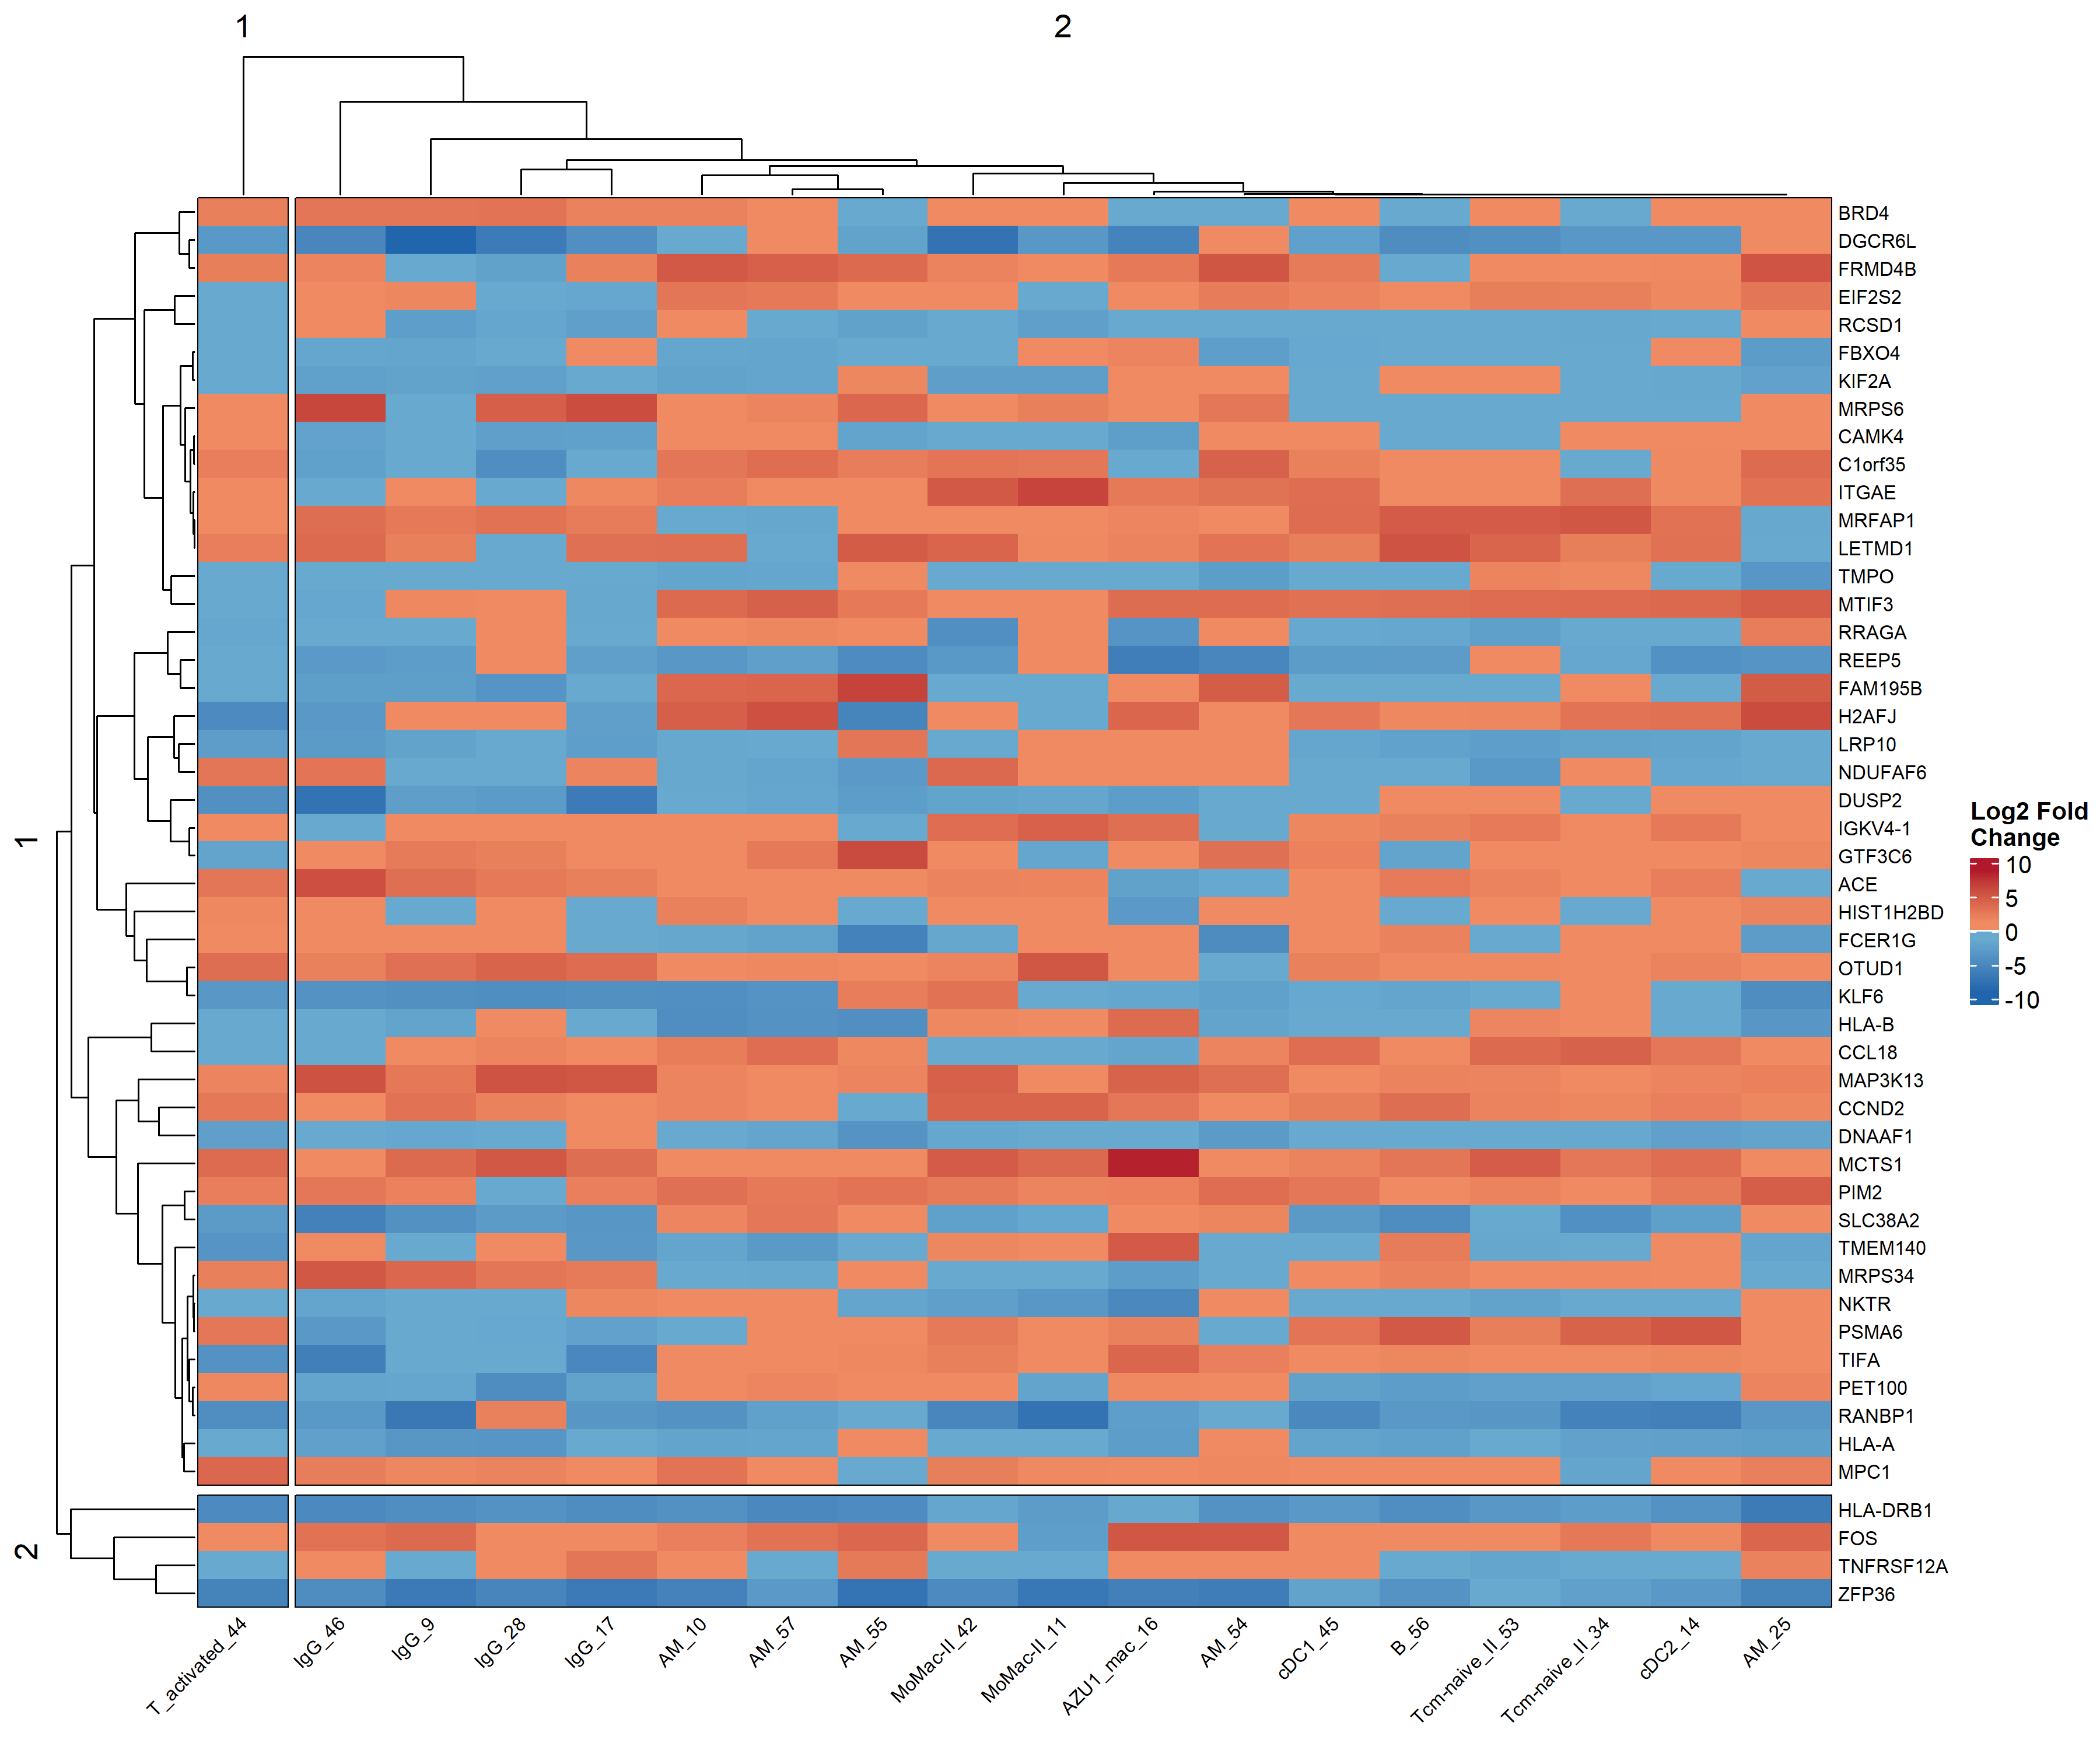 1
2
BRD4
DGCR6L
FRMD4B
EIF2S2
RCSD1
FBXO4
KIF2A
MRPS6
CAMK4
C1orf35
ITGAE
MRFAP1
LETMD1
TMPO
MTIF3
RRAGA
REEP5
FAM195B
H2AFJ
LRP10
NDUFAF6
DUSP2
IGKV4-1
GTF3C6
ACE
HIST1H2BD
FCER1G
OTUD1
KLF6
HLA-B
CCL18
MAP3K13
CCND2
DNAAF1
MCTS1
PIM2
SLC38A2
TMEM140
MRPS34
NKTR
PSMA6
TIFA
PET100
RANBP1
HLA-A
MPC1
HLA-DRB1
FOS
TNFRSF12A
ZFP36
1
2
T_activated_44
IgG_46
IgG_9
IgG_28
IgG_17
AM_10
AM_57
AM_55
MoMac-II_42
MoMac-II_11
AZU1_mac_16
AM_54
cDC1_45
B_56
Tcm-naive_II_53
Tcm-naive_II_34
cDC2_14
AM_25
Log2 Fold
Change
10
5
0
-5
-10